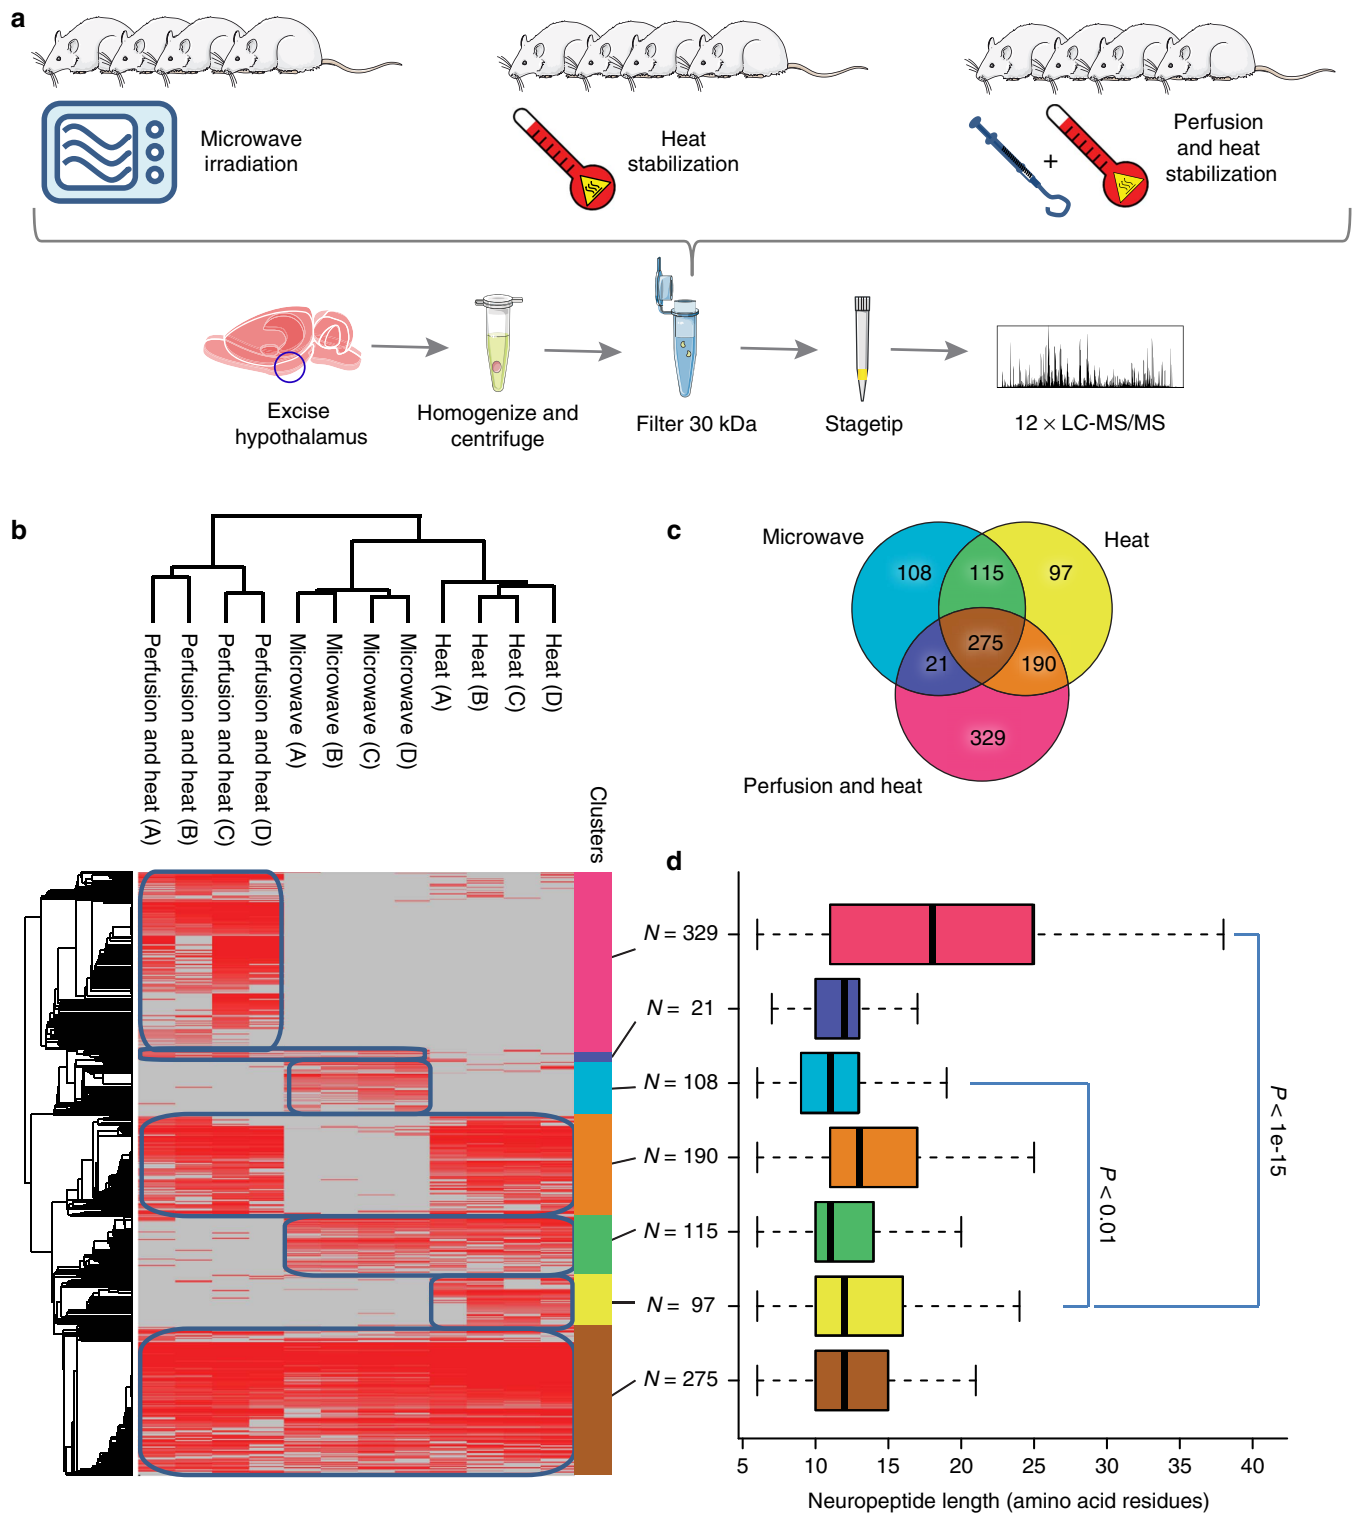 a
Microwave
irradiation
Heat
stabilization
+
Perfusion
and heat
stabilization
Excise
hypothalamus
Homogenize and
centrifuge
Filter 30 kDa
Stagetip
12 × LC-MS/MS
b
Perfusion and heat (A)
Perfusion and heat (B)
Perfusion and heat (C)
Perfusion and heat (D)
Microwave (A)
Microwave (B)
Microwave (C)
Microwave (D)
Heat (A)
Heat (B)
Heat (C)
Heat (D)
Clusters
c
Microwave
Heat
108
115
97
275
21
190
329
Perfusion and heat
d
N = 329
N = 21
N = 108
N = 190
N = 115
N = 97
N = 275
P < 0.01
P < 1e-15
5 10 15 20 25 30 35 40
Neuropeptide length (amino acid residues)